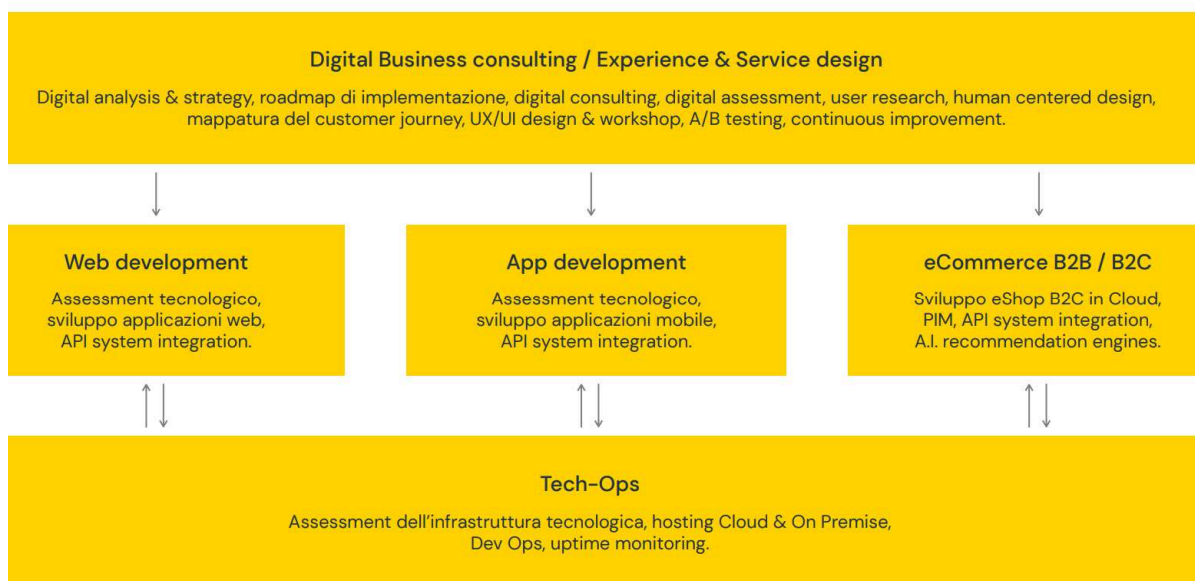 Digital Business consulting / Experience & Service design
Digital analysis & strategy, roadmap di implementazione, digital consulting, digital assessment, user research, human centered design,
mappatura del customer journey, UX/UI design & workshop, A/B testing, continuous improvement.
Web development
Assessment tecnologico,
sviluppo applicazioni web,
API system integration.
App development
Assessment tecnologico,
sviluppo applicazioni mobile,
API system integration.
eCommerce B2B / B2C
Sviluppo eShop B2C in Cloud,
PIM, API system integration,
A.I. recommendation engines.
Tech-Ops
Assessment dell’infrastruttura tecnologica, hosting Cloud & On Premise,
Dev Ops, uptime monitoring.